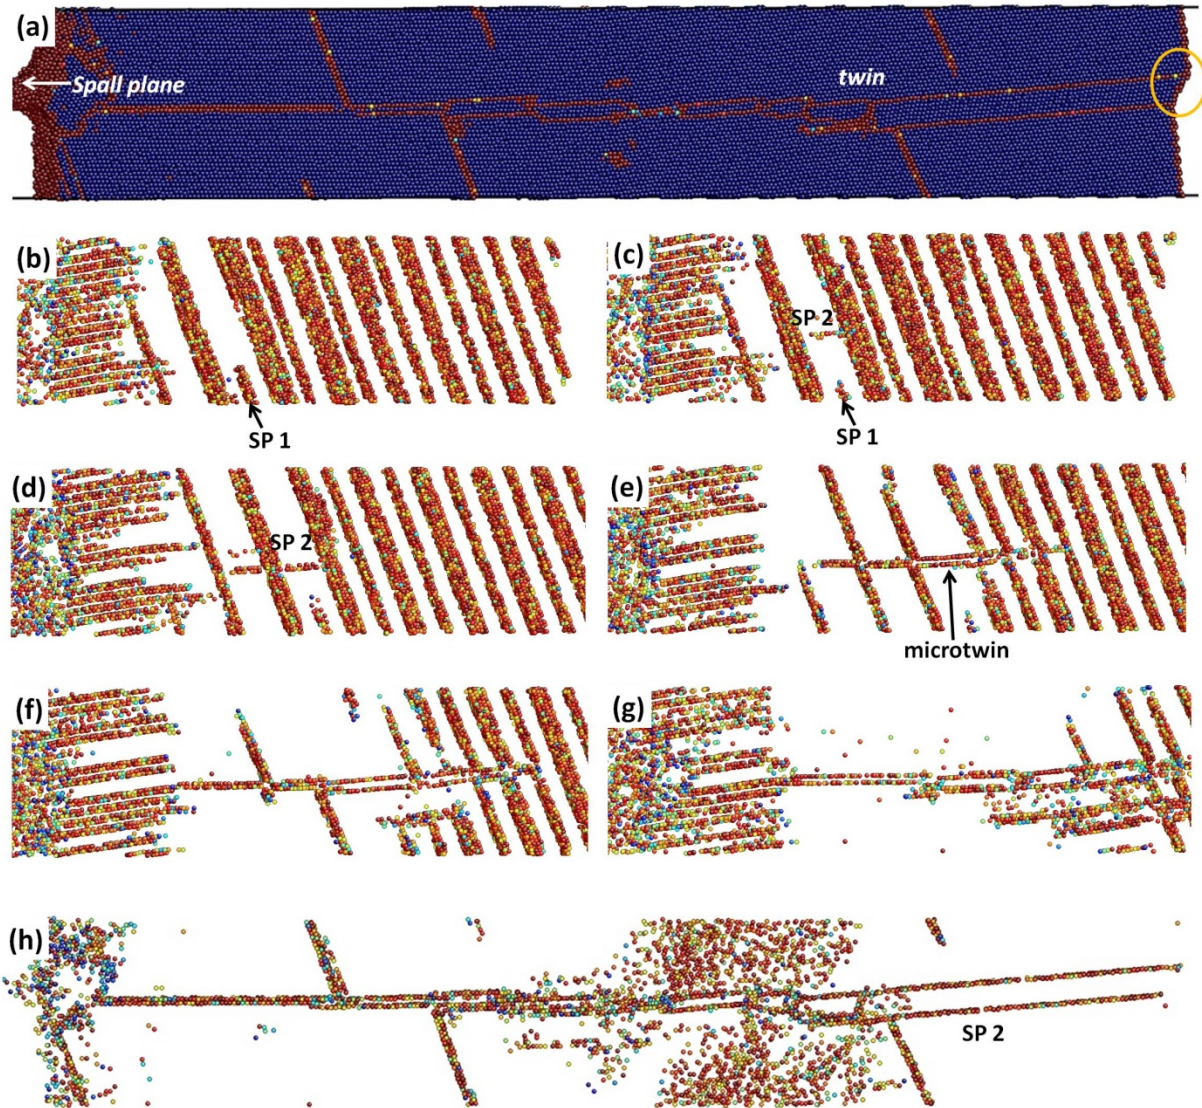 (a)
Spall plane
twin
(b)
SP 1
(c)
SP 2
SP 1
(d)
SP 2
(e)
microtwin
(f)
(g)
(h)
SP 2